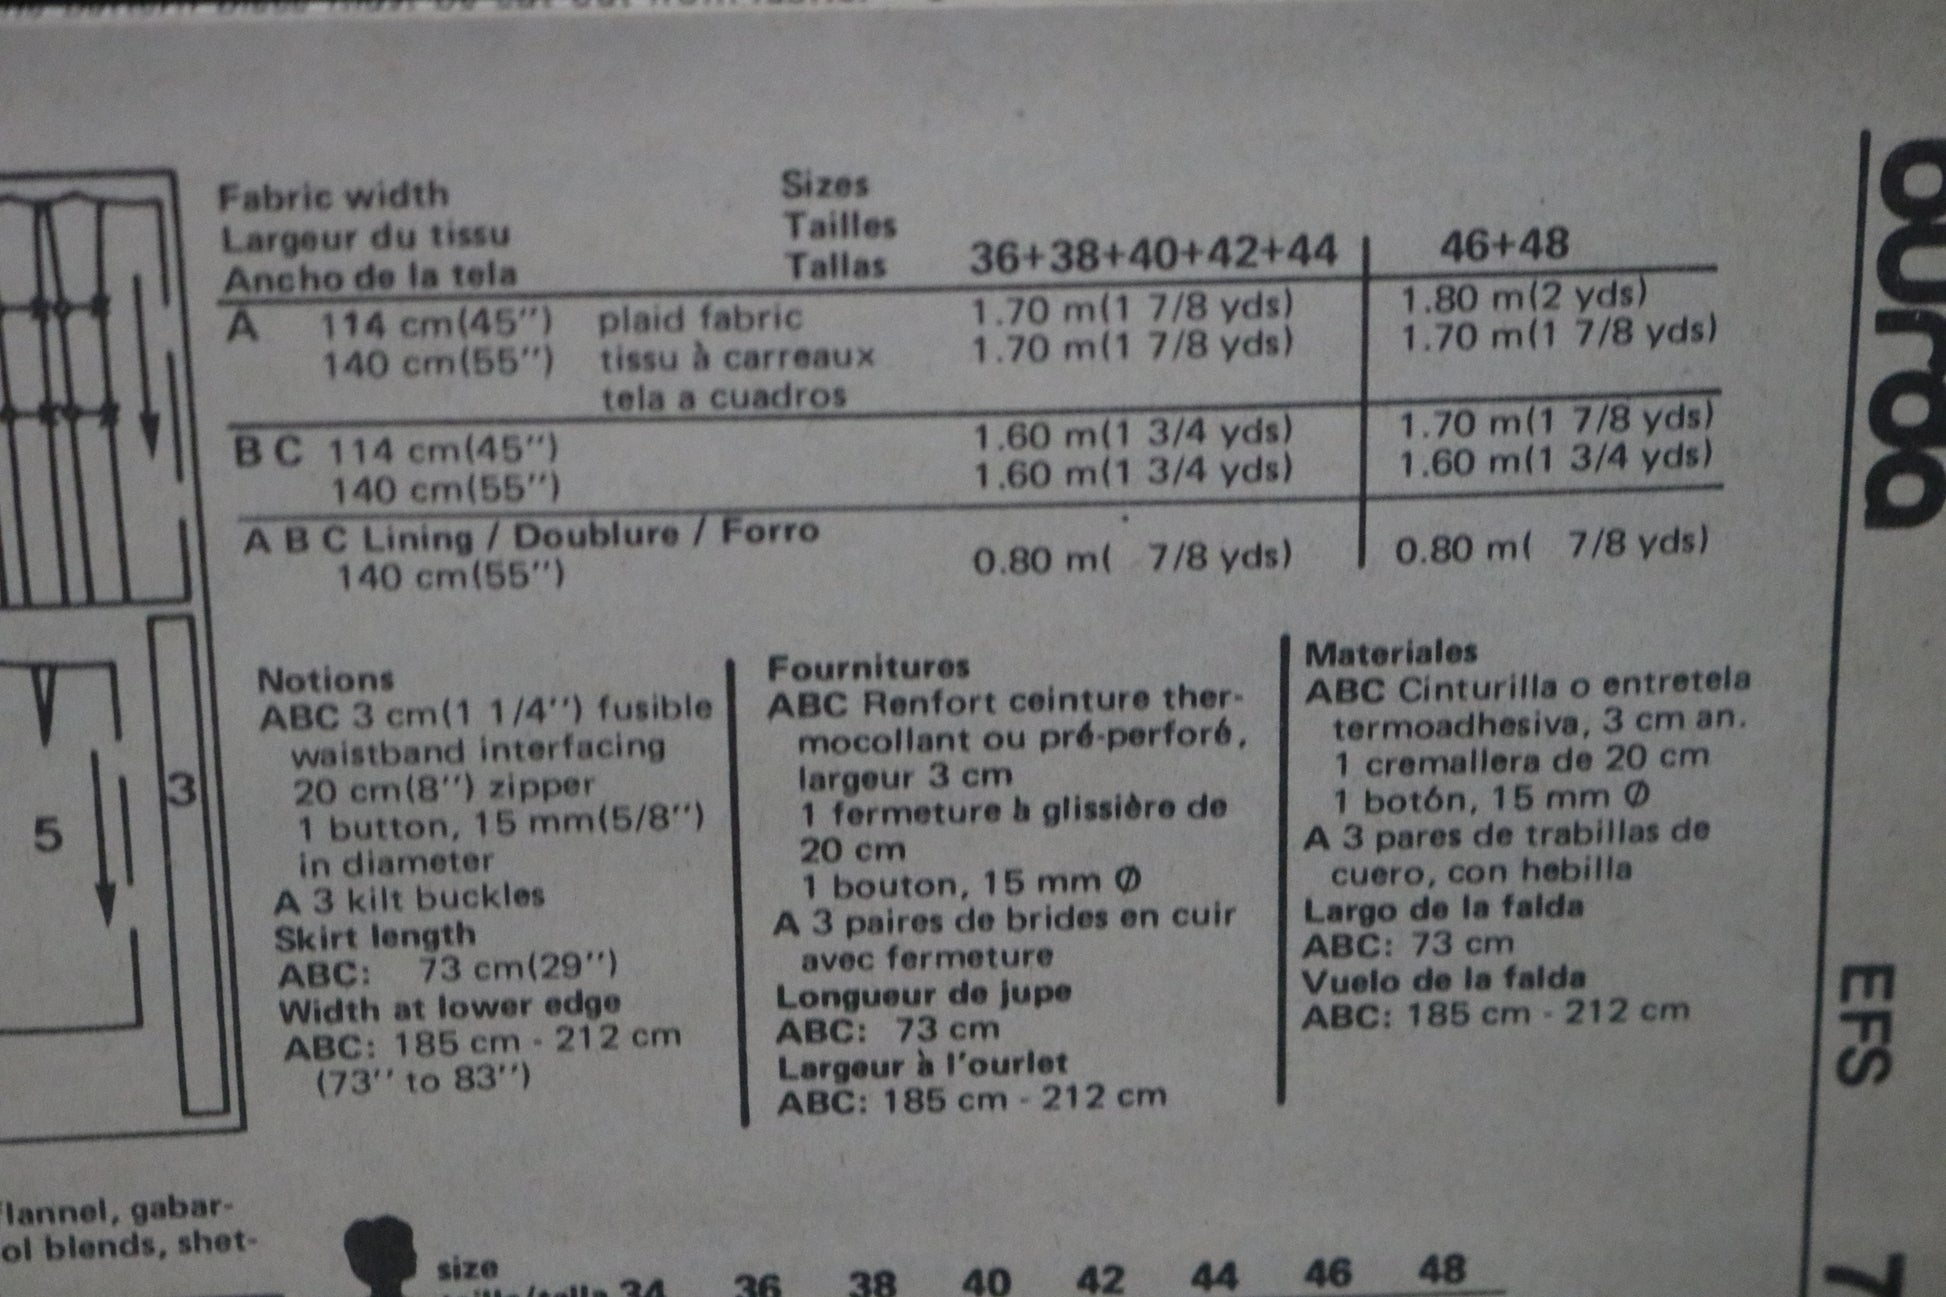 Fabric width
Largeur du tissu
Ancho de la tela
Sizes
Tailles
Tallas
36+38+40+42+44 46+48
A 114 cm(45") plaid fabric 1.70 m(1 7/8 yds) 1.80 m(2 yds)
140 cm(55") tissu à carreaux 1.70 m(1 7/8 yds) 1.70 m(1 7/8 yds)
tela a cuadros
B C 114 cm(45") 1.60 m(1 3/4 yds) 1.70 m(1 7/8 yds)
140 cm(55") 1.60 m(1 3/4 yds) 1.60 m(1 3/4 yds)
A B C Lining / Doublure / Forro
140 cm(55") 0.80 m( 7/8 yds) 0.80 m( 7/8 yds)
Notions
ABC 3 cm(1 1/4") fusible
waistband interfacing
20 cm(8") zipper
1 button, 15 mm(5/8")
in diameter
A 3 kilt buckles
Skirt length
ABC: 73 cm(29")
Width at lower edge
ABC: 185 cm - 212 cm
(73" to 83")
Fournitures
ABC Renfort ceinture ther-
mocollant ou pré-perforé,
largeur 3 cm
1 fermeture à glissière de
20 cm
1 bouton, 15 mm Ø
A 3 paires de brides en cuir
avec fermeture
Longueur de jupe
ABC: 73 cm
Largeur à l'ourlet
ABC: 185 cm - 212 cm
Materiales
ABC Cinturilla o entretela
termoadhesiva, 3 cm an.
1 cremallera de 20 cm
1 botón, 15 mm Ø
A 3 pares de trabillas de
cuero, con hebilla
Largo de la falda
ABC: 73 cm
Vuelo de la falda
ABC: 185 cm - 212 cm
5
3
flannel, gabar-
ol blends, shet-
size
34 36 38 40 42 44 46 48
burda
EFS
7